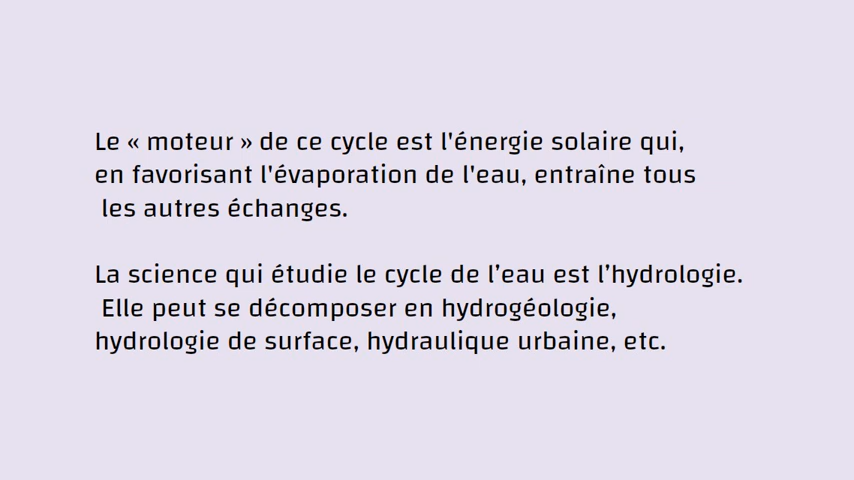 Le « moteur » de ce cycle est l'énergie solaire qui,
en favorisant l'évaporation de l'eau, entraîne tous
les autres échanges.
La science qui étudie le cycle de l’eau est l’hydrologie.
Elle peut se décomposer en hydrogéologie,
hydrologie de surface, hydraulique urbaine, etc.